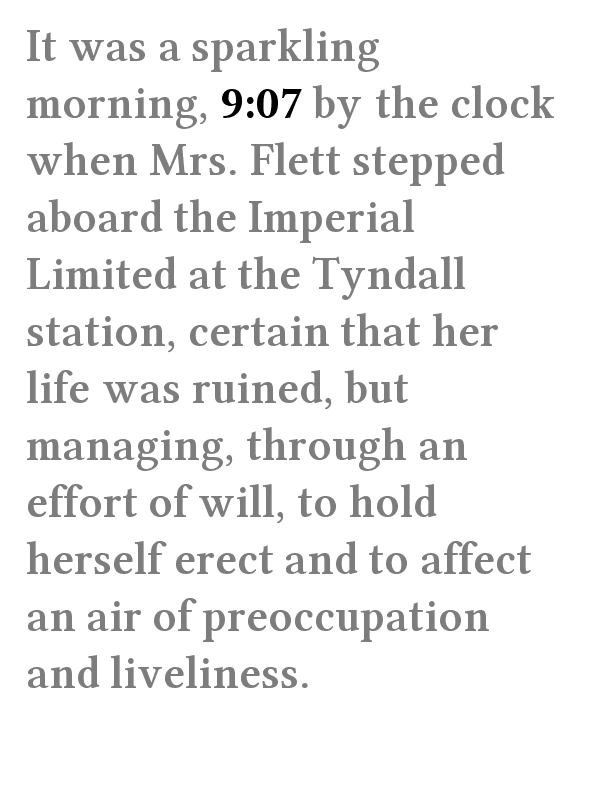 It was a sparkling
morning, 9:07 by the clock
when Mrs. Flett stepped
aboard the Imperial
Limited at the Tyndall
station, certain that her
life was ruined, but
managing, through an
effort of will, to hold
herself erect and to affect
an air of preoccupation
and liveliness.